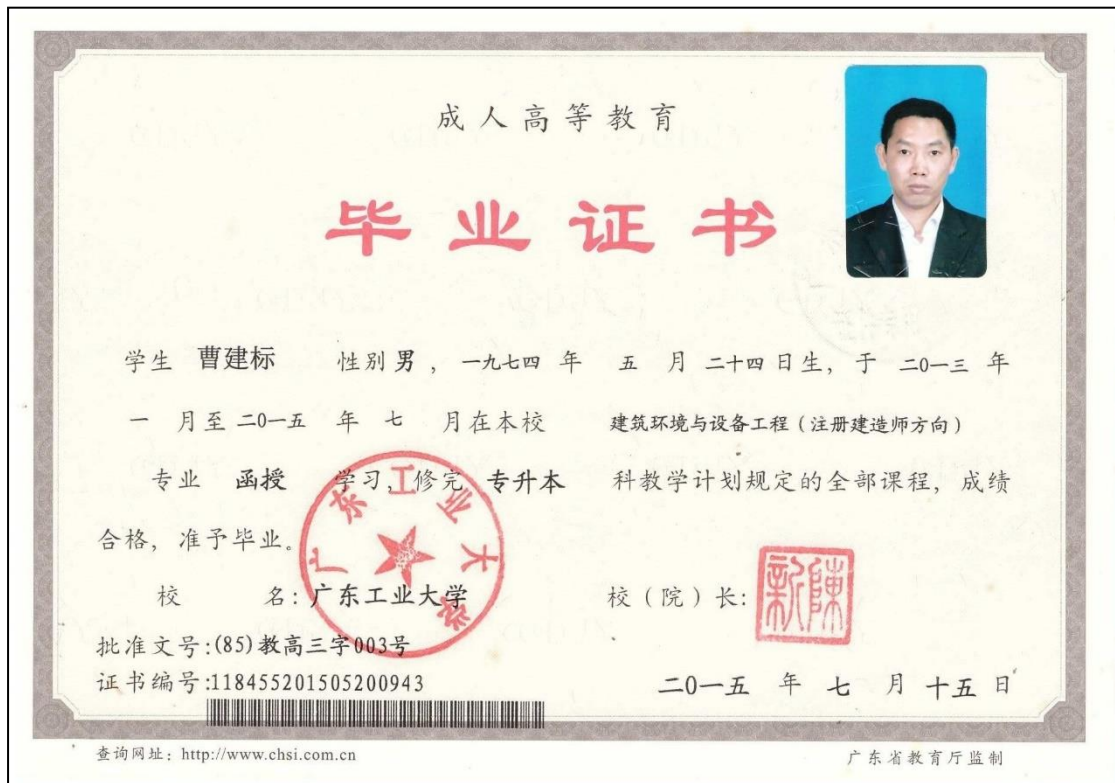 成人高等教育
毕业证书
学生 曹建标 性别 男 ，一九七四 年 五 月 二十四 日生，于 二0一三 年
一 月至 二0一五 年 七 月在本校 建筑环境与设备工程（注册建造师方向）
专业 函授 学习，修完 专升本 科教学计划规定的全部课程，成绩
合格，准予毕业。
广东工业大学
校 名：广东工业大学 校（院）长：
陈新
批准文号：(85)教高三字003号
证书编号：118455201505200943 二0一五 年 七 月 十五 日
查询网址：http://www.chsi.com.cn 广东省教育厅监制